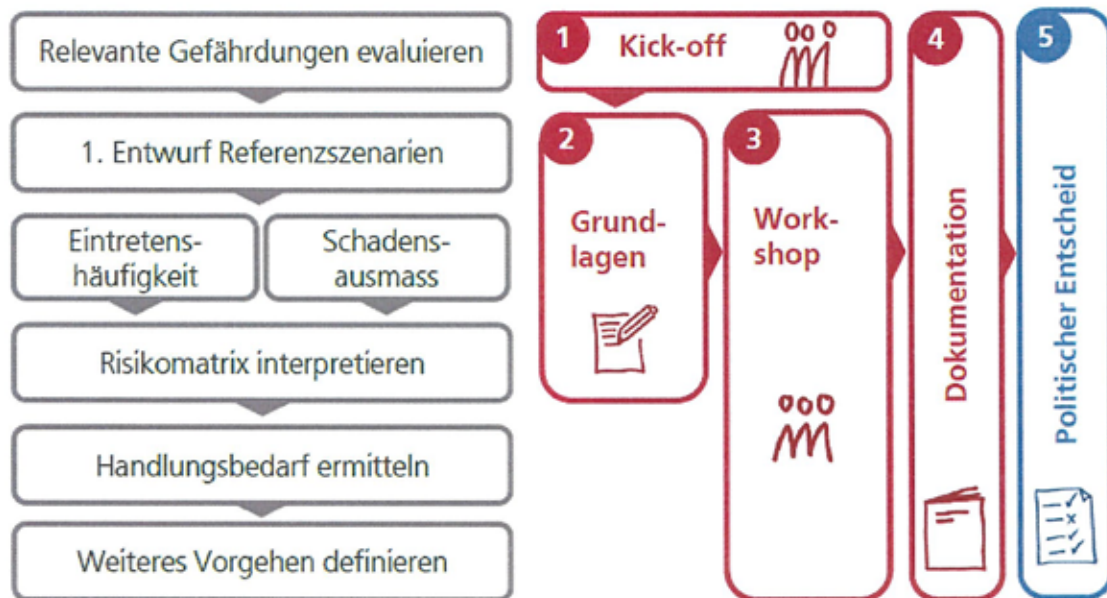 Relevante Gefährdungen evaluieren
1. Entwurf Referenzszenarien
Eintretens-
häufigkeit
Schadens-
ausmass
Risikomatrix interpretieren
Handlungsbedarf ermitteln
Weiteres Vorgehen definieren
1
Kick-off
2
Grund-
lagen
3
Work-
shop
4
Dokumentation
5
Politischer Entscheid